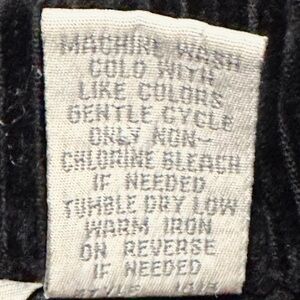 MACHINE WASH
COLD WITH
LIKE COLORS
GENTLE CYCLE
ONLY NON-
CHLORINE BLEACH
IF NEEDED
TUMBLE DRY LOW
WARM IRON
ON REVERSE
IF NEEDED
STYLE